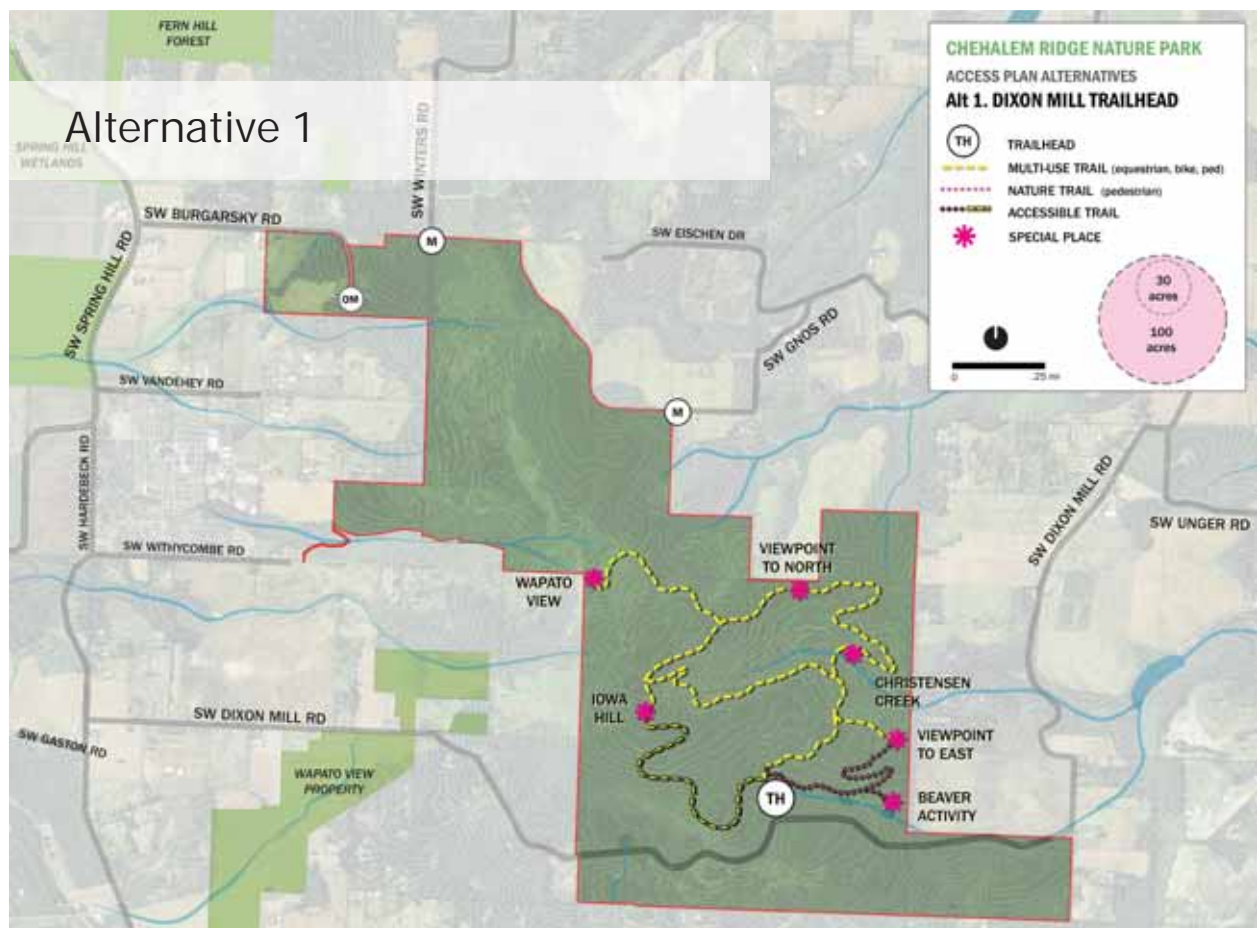 FERN HILL
FOREST
Alternative 1
SPRING HILL
WETLANDS
SW WINTERS RD
CHEHALEM RIDGE NATURE PARK
ACCESS PLAN ALTERNATIVES
Alt 1. DIXON MILL TRAILHEAD
TH TRAILHEAD
MULTI-USE TRAIL (equestrian, bike, ped)
NATURE TRAIL (pedestrian)
ACCESSIBLE TRAIL
SPECIAL PLACE
30
acres
100
acres
0 .25 mi
SW BURGARSKY RD
SW SPRING HILL RD
M
OM
SW EISCHEN DR
SW GNOS RD
SW VANDEHEY RD
M
SW HARDEBECK RD
SW WITHYCOMBE RD
SW DIXON MILL RD
SW UNGER RD
WAPATO
VIEW
VIEWPOINT
TO NORTH
CHRISTENSEN
CREEK
IOWA
HILL
SW DIXON MILL RD
SW GASTON RD
VIEWPOINT
TO EAST
WAPATO VIEW
PROPERTY
TH
BEAVER
ACTIVITY